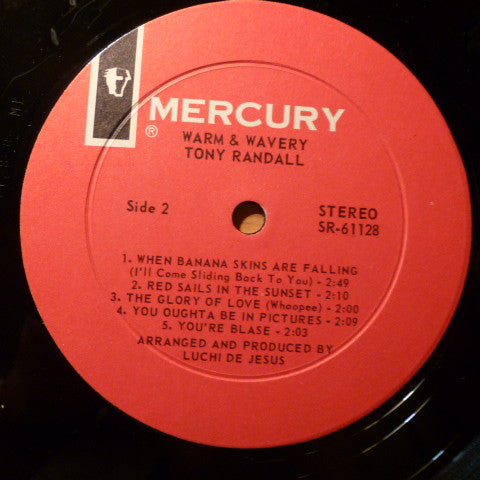 MERCURY
®
WARM & WAVERY
TONY RANDALL
Side 2
STEREO
SR-61128
1. WHEN BANANA SKINS ARE FALLING
(I'll Come Sliding Back To You) - 2:49
2. RED SAILS IN THE SUNSET - 2:10
3. THE GLORY OF LOVE (Whoopee) - 2:00
4. YOU OUGHTA BE IN PICTURES - 2:09
5. YOU'RE BLASE - 2:03
ARRANGED AND PRODUCED BY
LUCHI DE JESUS